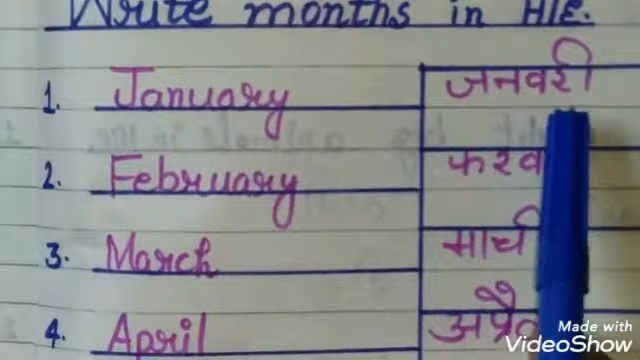 Write months in H/E.
1. January जनवरी
2. February
3. March मार्च
4. April
Made with
VideoShow